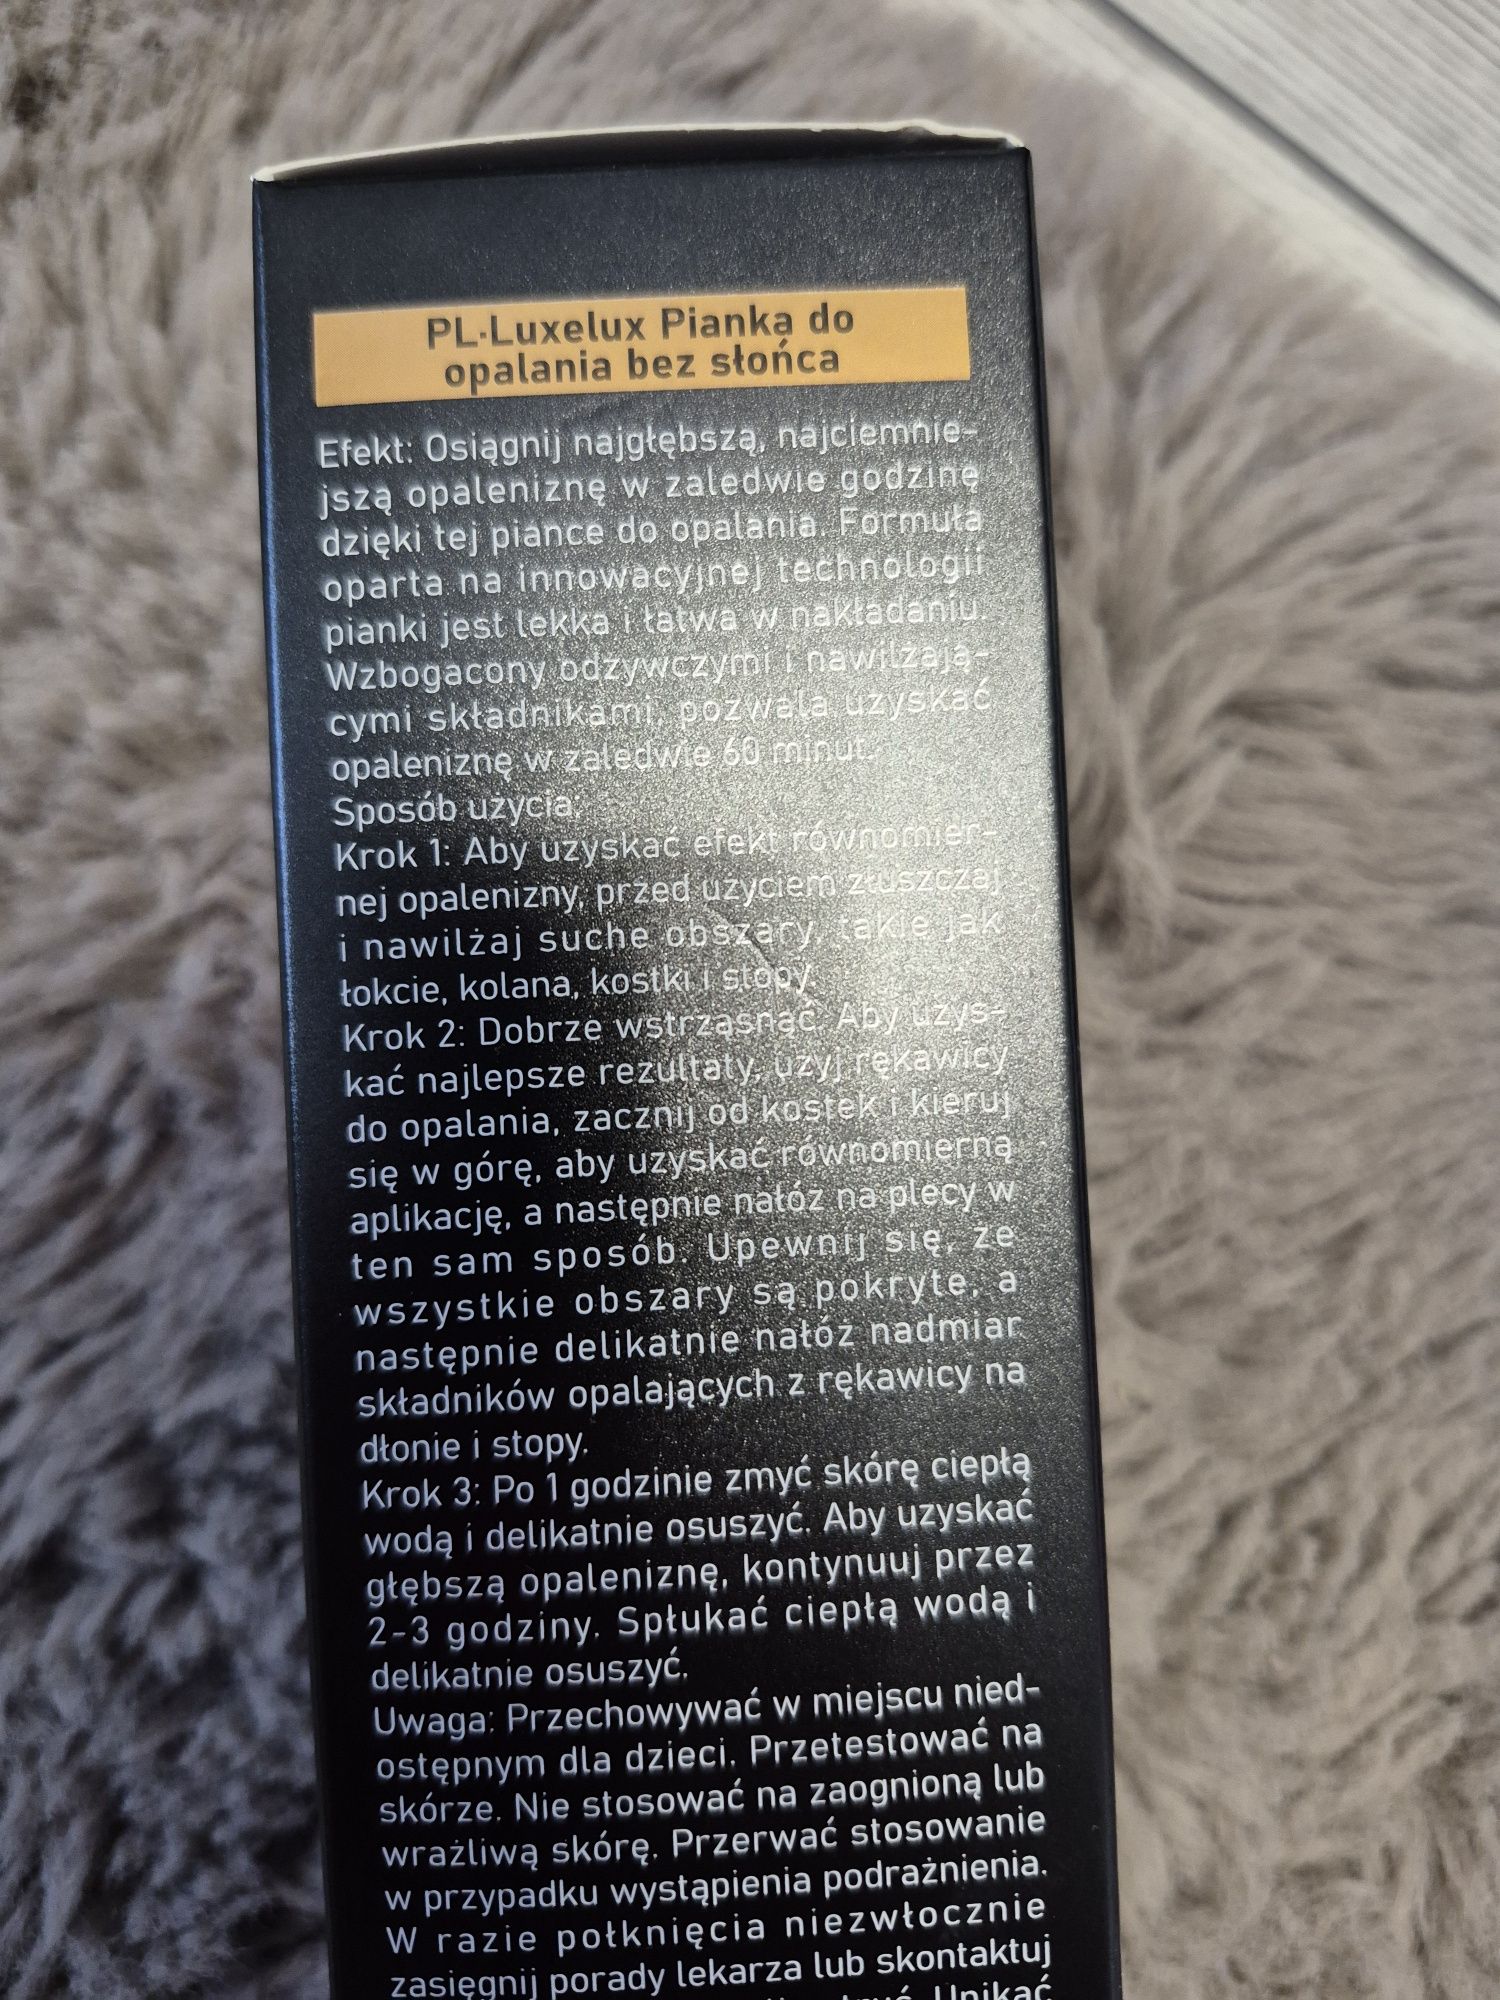 PL·Luxelux Pianka do
opalania bez słońca
Efekt: Osiągnij najgłębszą, najciemnie-
jszą opaleniznę w zaledwie godzinę
dzięki tej piance do opalania. Formuła
oparta na innowacyjnej technologii
pianki jest lekka i łatwa w nakładaniu.
Wzbogacony odżywczymi i nawilżają-
cymi składnikami, pozwala uzyskać
opaleniznę w zaledwie 60 minut.
Sposób użycia:
Krok 1: Aby uzyskać efekt równomier-
nej opalenizny, przed użyciem złuszczaj
i nawilżaj suche obszary, takie jak
łokcie, kolana, kostki i stopy.
Krok 2: Dobrze wstrząsnąć. Aby uzys-
kać najlepsze rezultaty, użyj rękawicy
do opalania, zacznij od kostek i kieruj
się w górę, aby uzyskać równomierną
aplikację, a następnie nałóż na plecy w
ten sam sposób. Upewnij się, że
wszystkie obszary są pokryte, a
następnie delikatnie nałóż nadmiar
składników opalających z rękawicy na
dłonie i stopy.
Krok 3: Po 1 godzinie zmyć skórę ciepłą
wodą i delikatnie osuszyć. Aby uzyskać
głębszą opaleniznę, kontynuuj przez
2-3 godziny. Spłukać ciepłą wodą i
delikatnie osuszyć.
Uwaga: Przechowywać w miejscu nied-
ostępnym dla dzieci. Przetestować na
skórze. Nie stosować na zaognioną lub
wrażliwą skórę. Przerwać stosowanie
w przypadku wystąpienia podrażnienia.
W razie połknięcia niezwłocznie
zasięgnij porady lekarza lub skontaktuj
Unikać